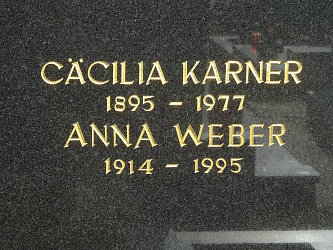 CÄCILIA KARNER
1895 - 1977
ANNA WEBER
1914 - 1995